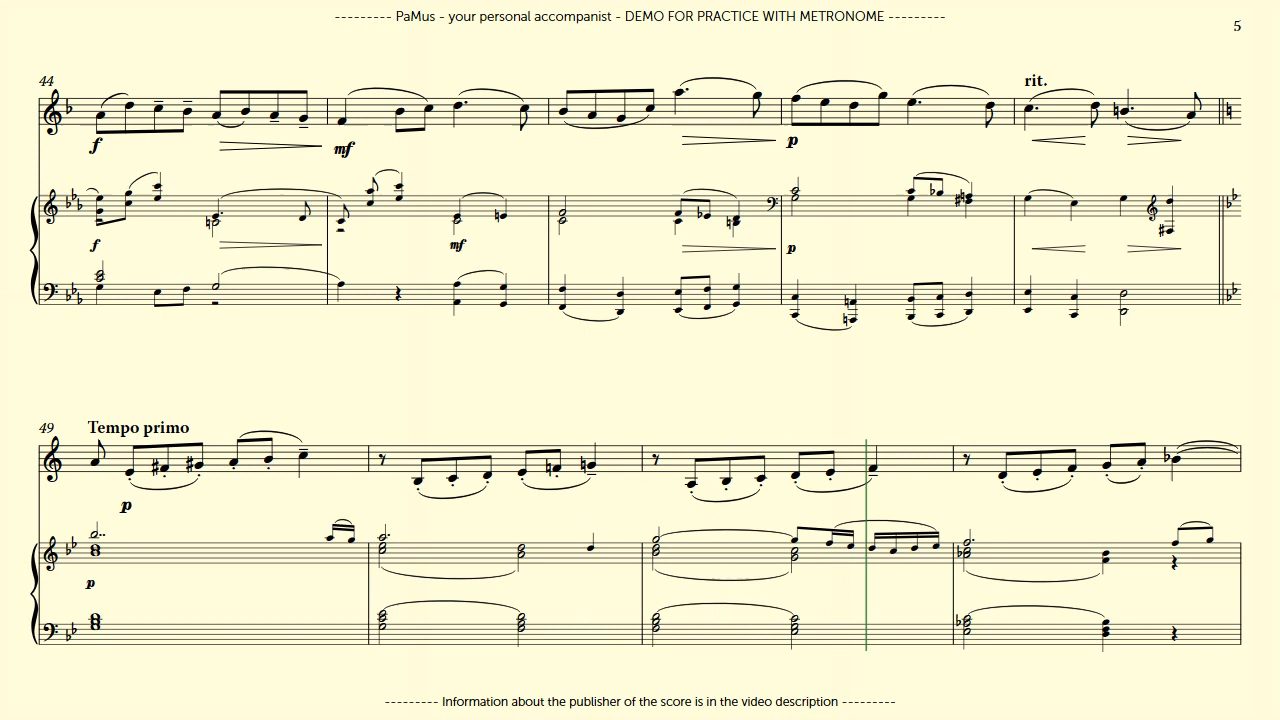 --------- PaMus - your personal accompanist - DEMO FOR PRACTICE WITH METRONOME ---------
5
44
rit.
f
mf
p
f
mf
p
49
Tempo primo
p
p
--------- Information about the publisher of the score is in the video description ---------